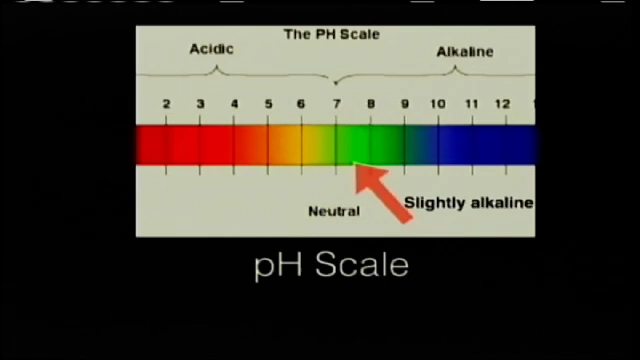 The PH Scale
Acidic
Alkaline
2 3 4 5 6 7 8 9 10 11 12
Slightly alkaline
Neutral
pH Scale